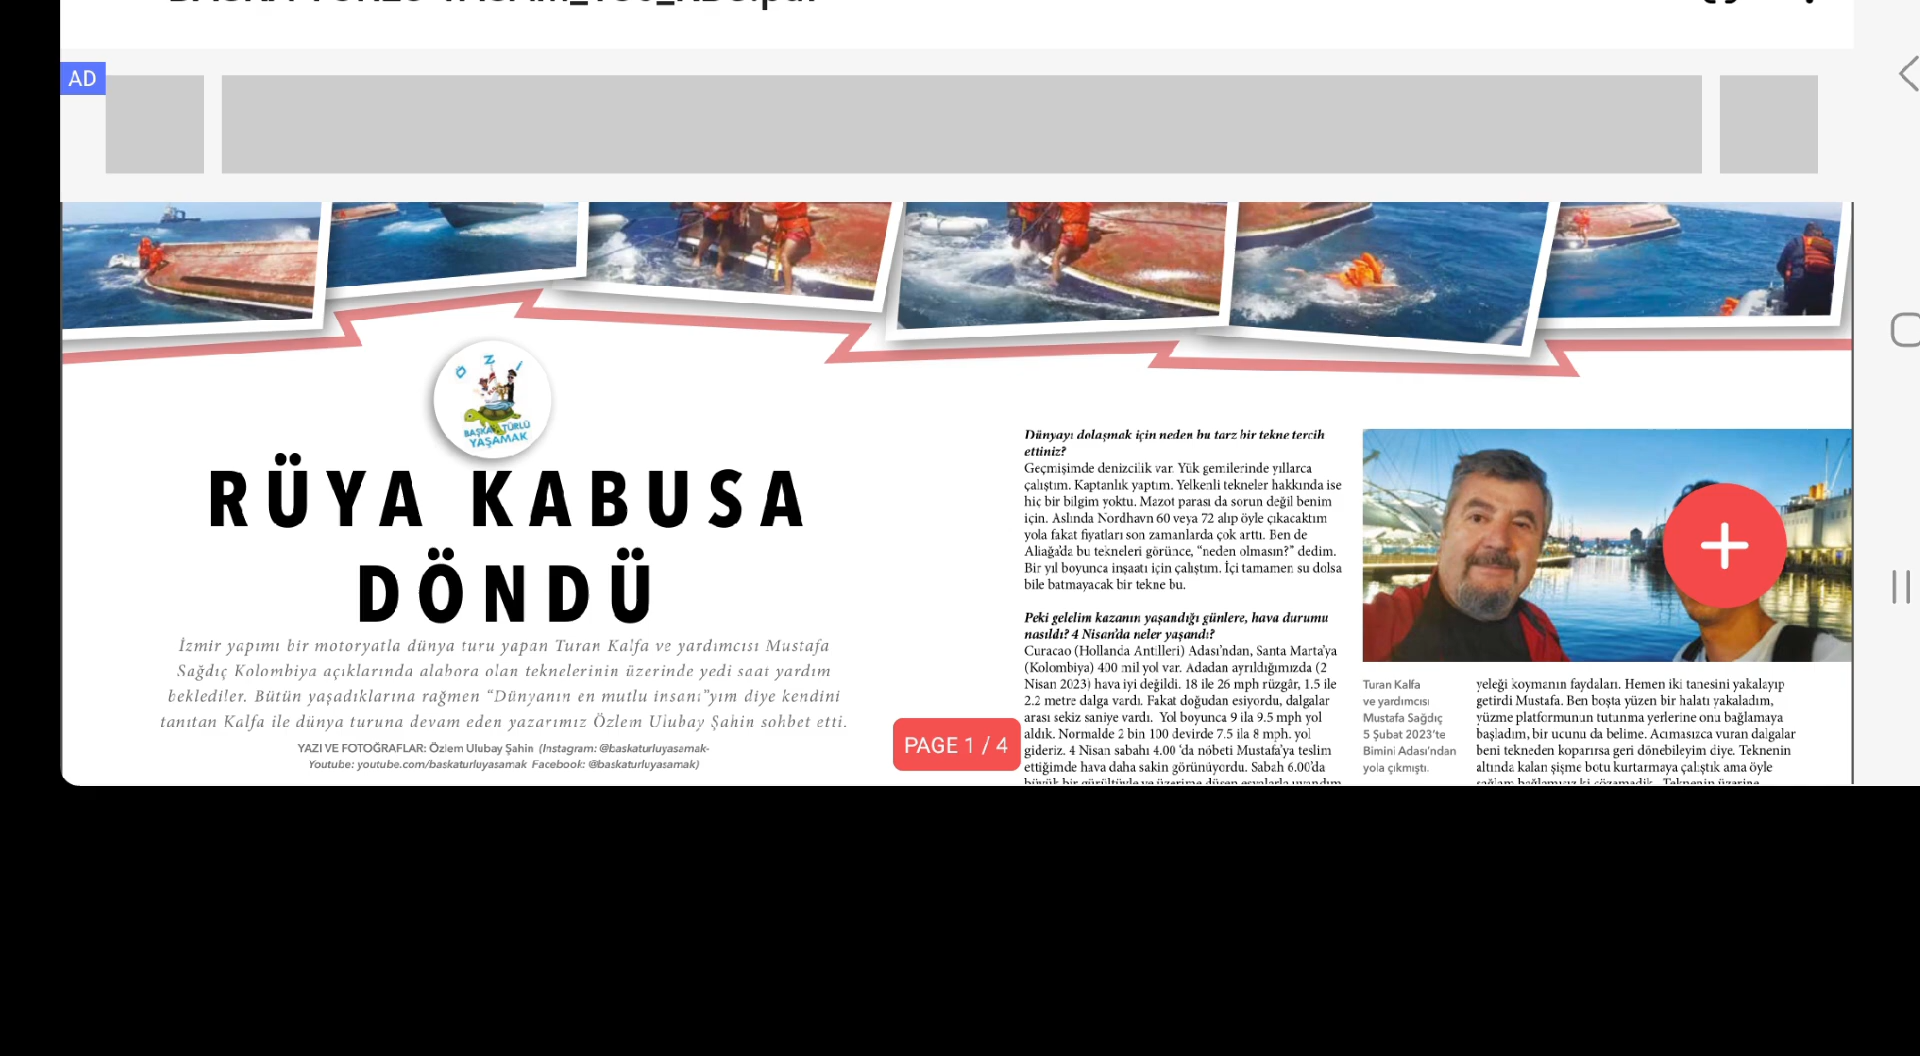 AD
Ö Z İ
BAŞKA TÜRLÜ
YAŞAMAK
RÜYA KABUSA
DÖNDÜ
İzmir yapımı bir motoryatla dünya turu yapan Turan Kalfa ve yardımcısı Mustafa
Sağdıç Kolombiya açıklarında alabora olan teknelerinin üzerinde yedi saat yardım
beklediler. Bütün yaşadıklarına rağmen “Dünyanın en mutlu insanı”yım diye kendini
tanıtan Kalfa ile dünya turuna devam eden yazarımız Özlem Ulubay Şahin sohbet etti.
YAZI VE FOTOĞRAFLAR: Özlem Ulubay Şahin (Instagram: @baskaturluyasamak-
Youtube: youtube.com/baskaturluyasamak Facebook: @baskaturluyasamak)
PAGE 1 / 4
Dünyayı dolaşmak için neden bu tarz bir tekne tercih
ettiniz?
Geçmişimde denizcilik var. Yük gemilerinde yıllarca
çalıştım. Kaptanlık yaptım. Yelkenli tekneler hakkında ise
hiç bir bilgim yoktu. Mazot parası da sorun değil benim
için. Aslında Nordhavn 60 veya 72 alıp öyle çıkacaktım
yola fakat fiyatları son zamanlarda çok arttı. Ben de
Aliağa’da bu tekneleri görünce, “neden olmasın?” dedim.
Bir yıl boyunca inşaatı için çalıştım. İçi tamamen su dolsa
bile batmayacak bir tekne bu.
Peki gelelim kazanın yaşandığı günlere, hava durumu
nasıldı? 4 Nisan’da neler yaşandı?
Curacao (Hollanda Antilleri) Adası’ndan, Santa Marta’ya
(Kolombiya) 400 mil yol var. Adadan ayrıldığımızda (2
Nisan 2023) hava iyi değildi. 18 ile 26 mph rüzgâr, 1.5 ile
2.2 metre dalga vardı. Fakat doğudan esiyordu, dalgalar
arası sekiz saniye vardı. Yol boyunca 9 ila 9.5 mph yol
aldık. Normalde 2 bin 100 devirde 7.5 ila 8 mph. yol
gideriz. 4 Nisan sabahı 4.00 ‘da nöbeti Mustafa’ya teslim
ettiğimde hava daha sakin görünüyordu. Sabah 6.00’da
büyük bir gürültüyle ve üzerime düşen eşyalarla uyandım
Turan Kalfa
ve yardımcısı
Mustafa Sağdıç
5 Şubat 2023’te
Bimini Adası’ndan
yola çıkmıştı.
yeleği koymanın faydaları. Hemen iki tanesini yakalayıp
getirdi Mustafa. Ben boşta yüzen bir halatı yakaladım,
yüzme platformunun tutunma yerlerine onu bağlamaya
başladım, bir ucunu da belime. Acımasızca vuran dalgalar
beni tekneden koparırsa geri dönebileyim diye. Teknenin
altında kalan şişme botu kurtarmaya çalıştık ama öyle
sağlam bağlamışız ki çözemedik. Teknenin üzerine